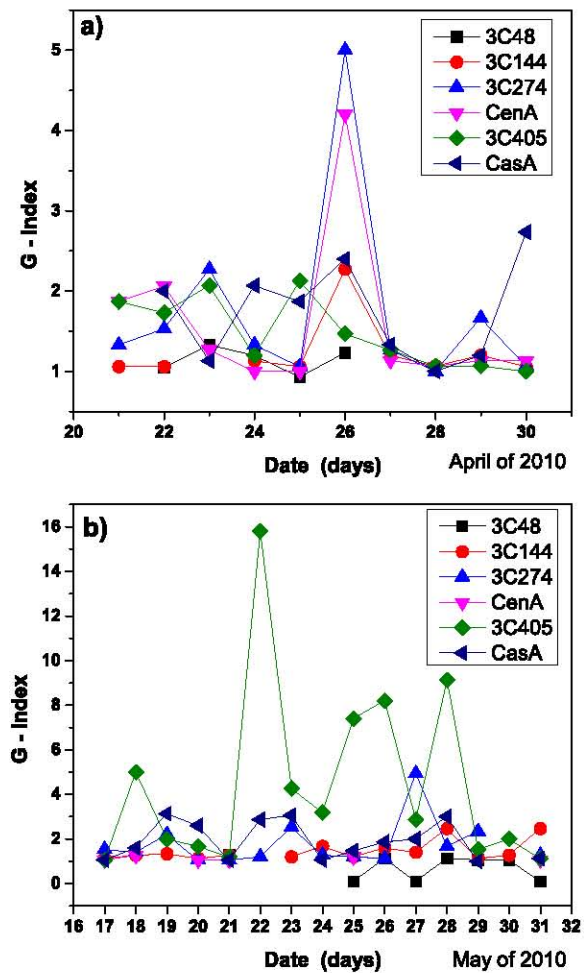 a)
3C48
3C144
3C274
CenA
3C405
CasA
G - Index
5
4
3
2
1
20
22
24
26
28
30
Date (days)
April of 2010
b)
3C48
3C144
3C274
CenA
3C405
CasA
G - Index
16
14
12
10
8
6
4
2
0
16 17 18 19 20 21 22 23 24 25 26 27 28 29 30 31 32
Date (days)
May of 2010